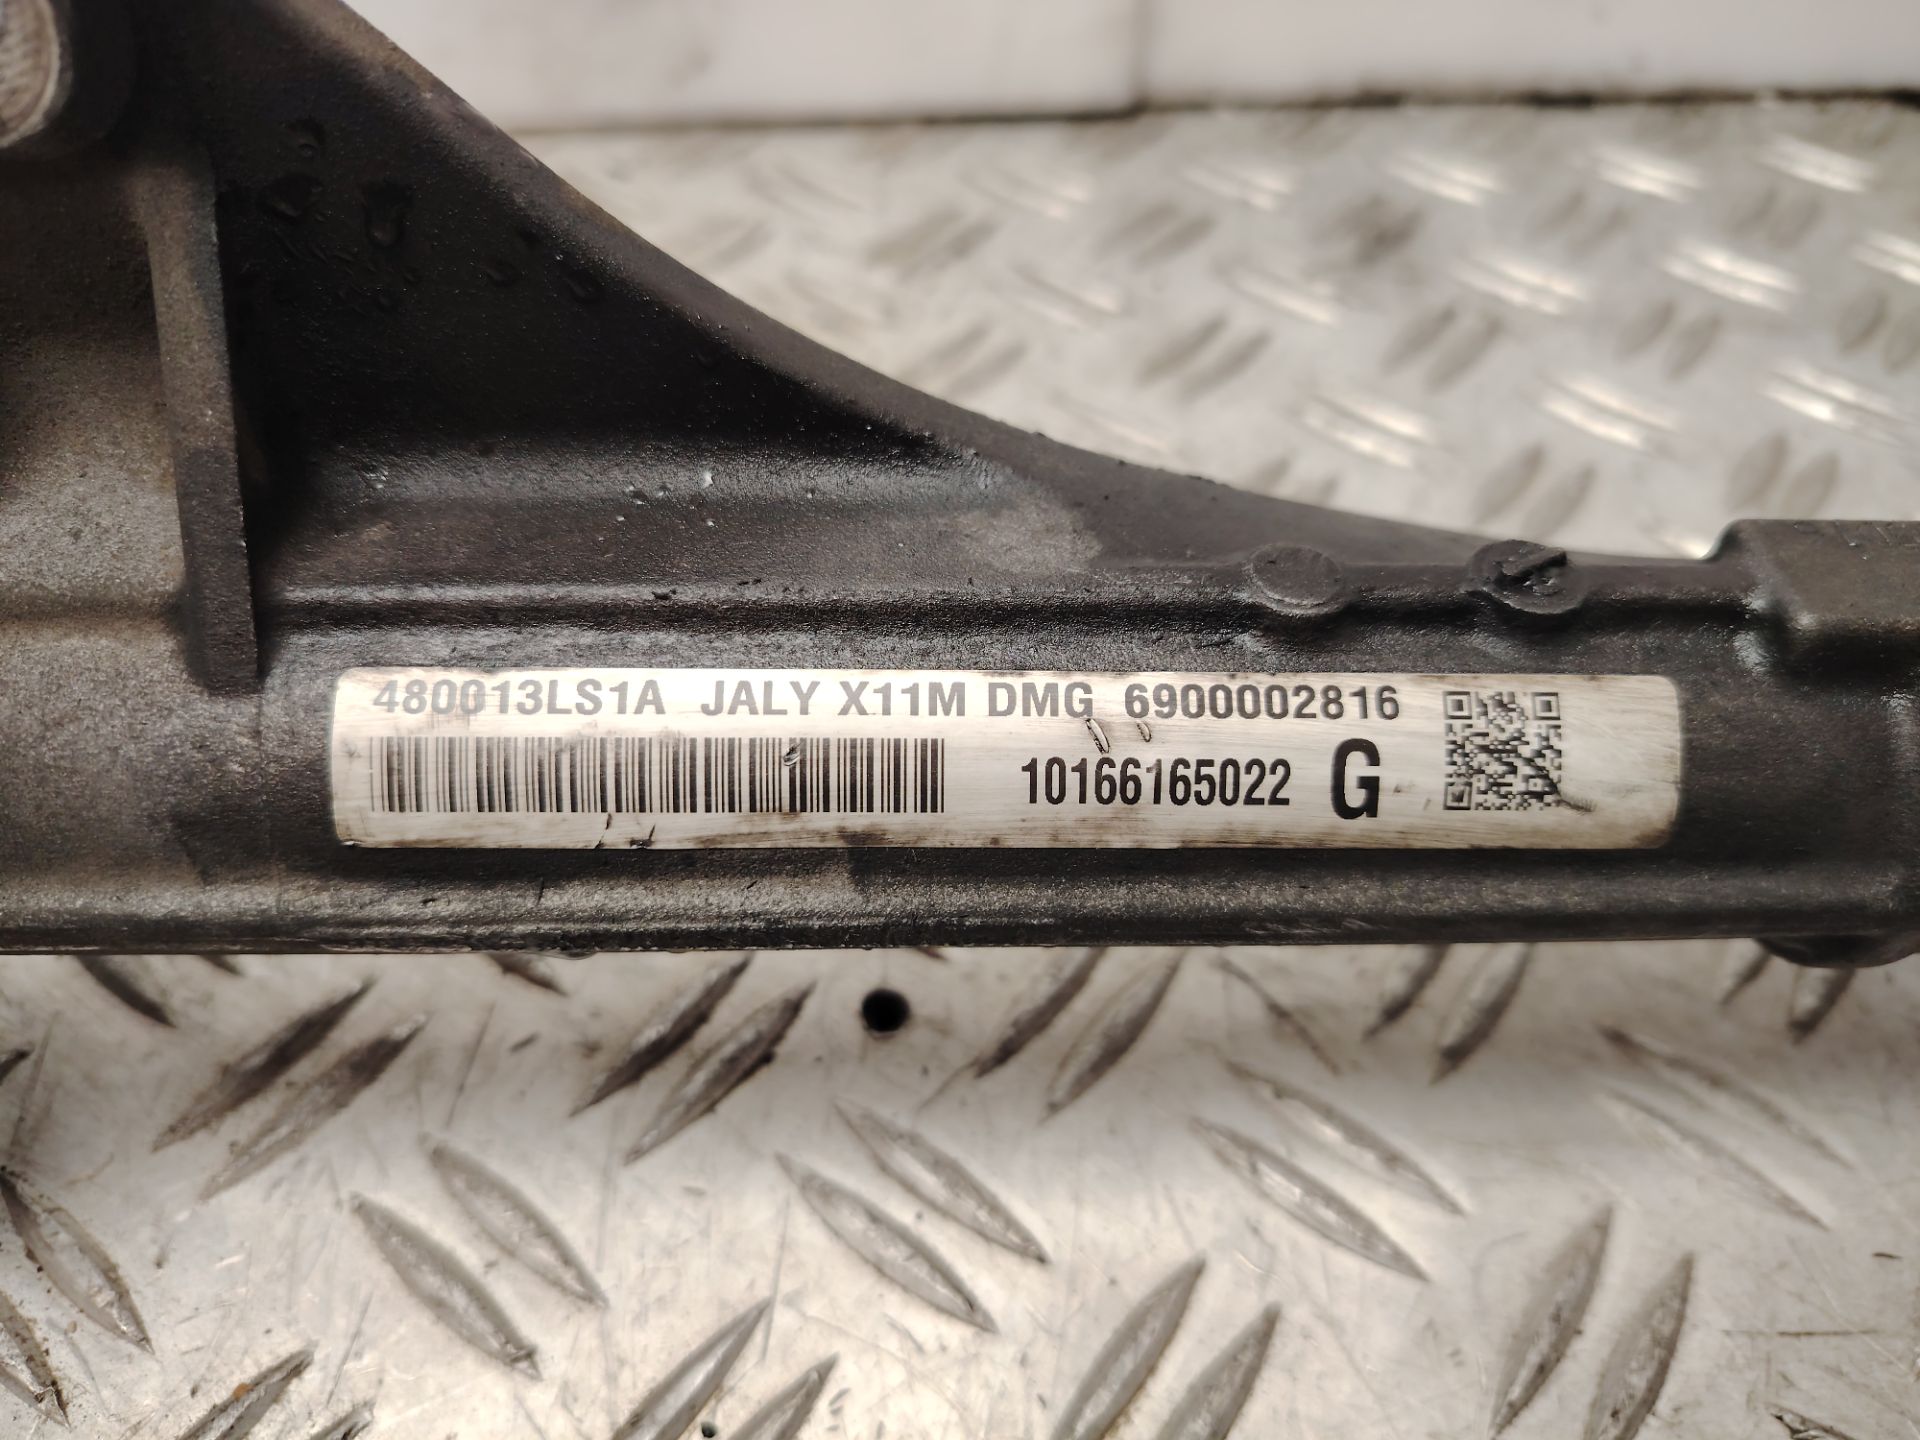 480013LS1A JALY X11M DMG 6900002816
10166165022 G